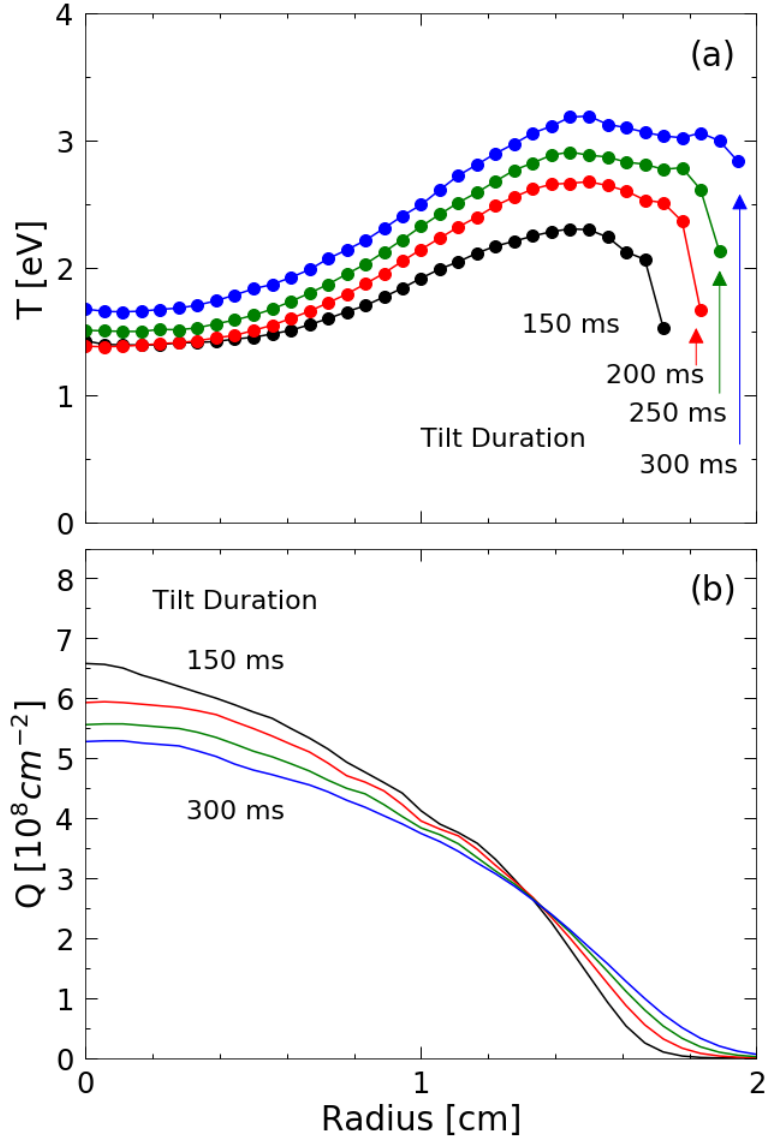 (a)
4
3
2
1
0
T [eV]
150 ms
200 ms
250 ms
300 ms
Tilt Duration
(b)
8
7
6
5
4
3
2
1
0
Q [10⁸cm⁻²]
Tilt Duration
150 ms
300 ms
0 1 2
Radius [cm]